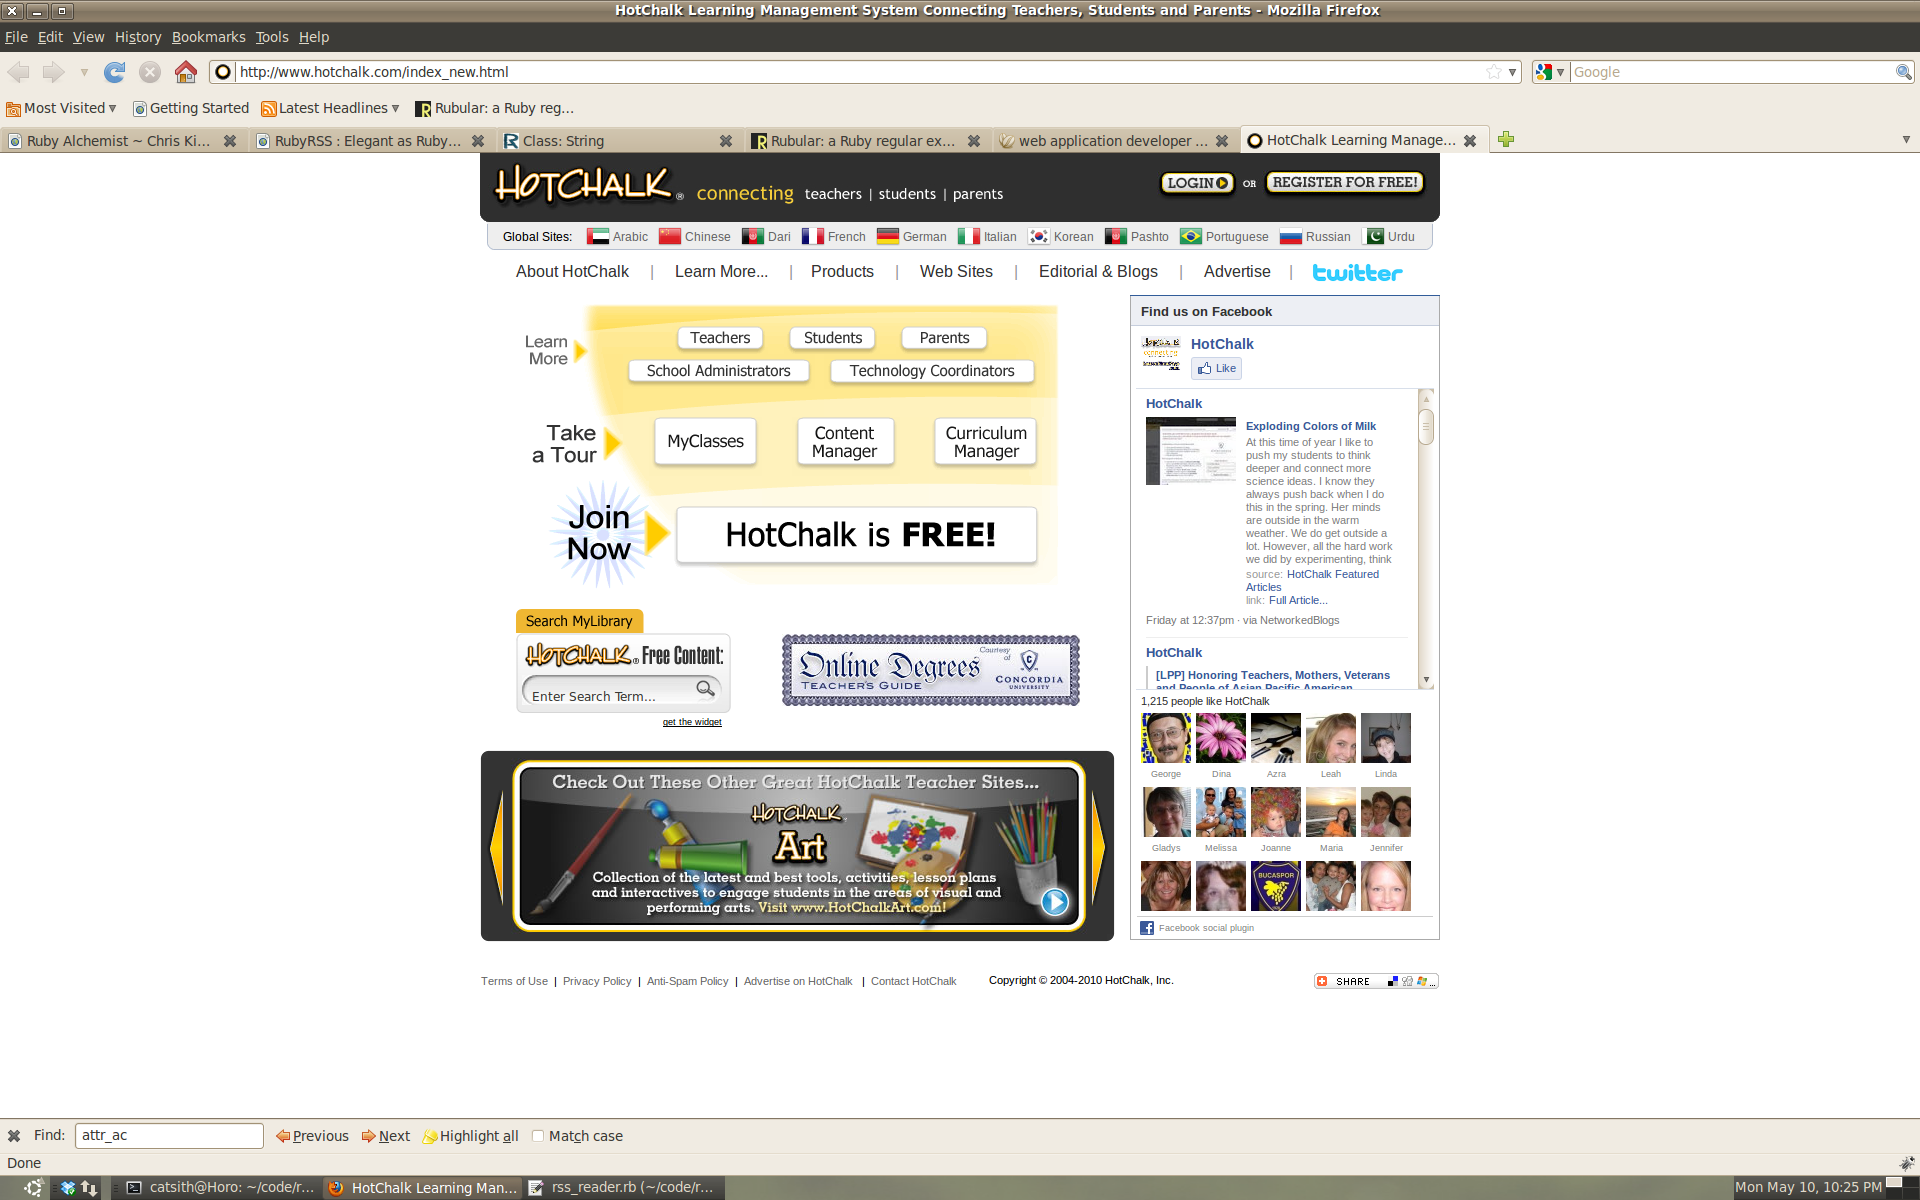 HotChalk Learning Management System Connecting Teachers, Students and Parents - Mozilla Firefox
File Edit View History Bookmarks Tools Help
http://www.hotchalk.com/index_new.html
Google
Most Visited Getting Started Latest Headlines Rubular: a Ruby reg...
Ruby Alchemist ~ Chris Ki... RubyRSS : Elegant as Ruby... Class: String Rubular: a Ruby regular ex... web application developer ... HotChalk Learning Manage...
HOTCHALK® connecting teachers | students | parents
LOGIN OR REGISTER FOR FREE!
Global Sites: Arabic Chinese Dari French German Italian Korean Pashto Portuguese Russian Urdu
About HotChalk | Learn More... | Products | Web Sites | Editorial & Blogs | Advertise | twitter
Learn More
Teachers Students Parents
School Administrators Technology Coordinators
Take a Tour
MyClasses Content Manager Curriculum Manager
Join Now
HotChalk is FREE!
Search MyLibrary
HOTCHALK® Free Content:
Enter Search Term...
get the widget
Online Degrees
TEACHER'S GUIDE
Courtesy of
C
CONCORDIA
UNIVERSITY
Check Out These Other Great HotChalk Teacher Sites...
HOTCHALK
Art
Collection of the latest and best tools, activities, lesson plans
and interactives to engage students in the areas of visual and
performing arts. Visit www.HotChalkArt.com!
Find us on Facebook
HotChalk
Like
HotChalk
Exploding Colors of Milk
At this time of year I like to
push my students to think
deeper and connect more
science ideas. I know they
always push back when I do
this in the spring. Her minds
are outside in the warm
weather. We do get outside a
lot. However, all the hard work
we did by experimenting, think
source: HotChalk Featured
Articles
link: Full Article...
Friday at 12:37pm · via NetworkedBlogs
HotChalk
[LPP] Honoring Teachers, Mothers, Veterans
and People of Asian Pacific American
1,215 people like HotChalk
George Dina Azra Leah Linda
Gladys Melissa Joanne Maria Jennifer
BUCASPOR
Facebook social plugin
Terms of Use | Privacy Policy | Anti-Spam Policy | Advertise on HotChalk | Contact HotChalk Copyright © 2004-2010 HotChalk, Inc.
SHARE ...
Find: attr_ac Previous Next Highlight all Match case
Done
catsith@Horo: ~/code/r... HotChalk Learning Man... rss_reader.rb (~/code/r... Mon May 10, 10:25 PM